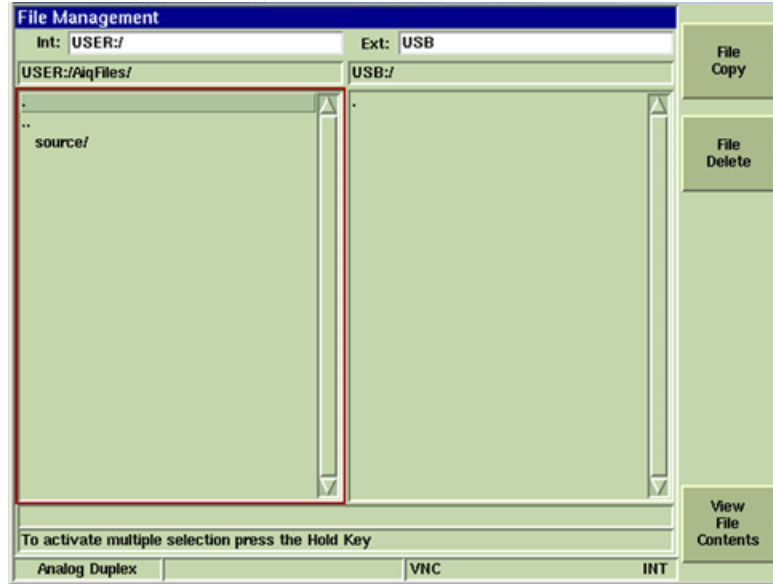 File Management
Int: USER:/ Ext: USB
USER:/AiqFiles/ USB:/
. .
..
source/
File
Copy
File
Delete
View
File
Contents
To activate multiple selection press the Hold Key
Analog Duplex VNC INT